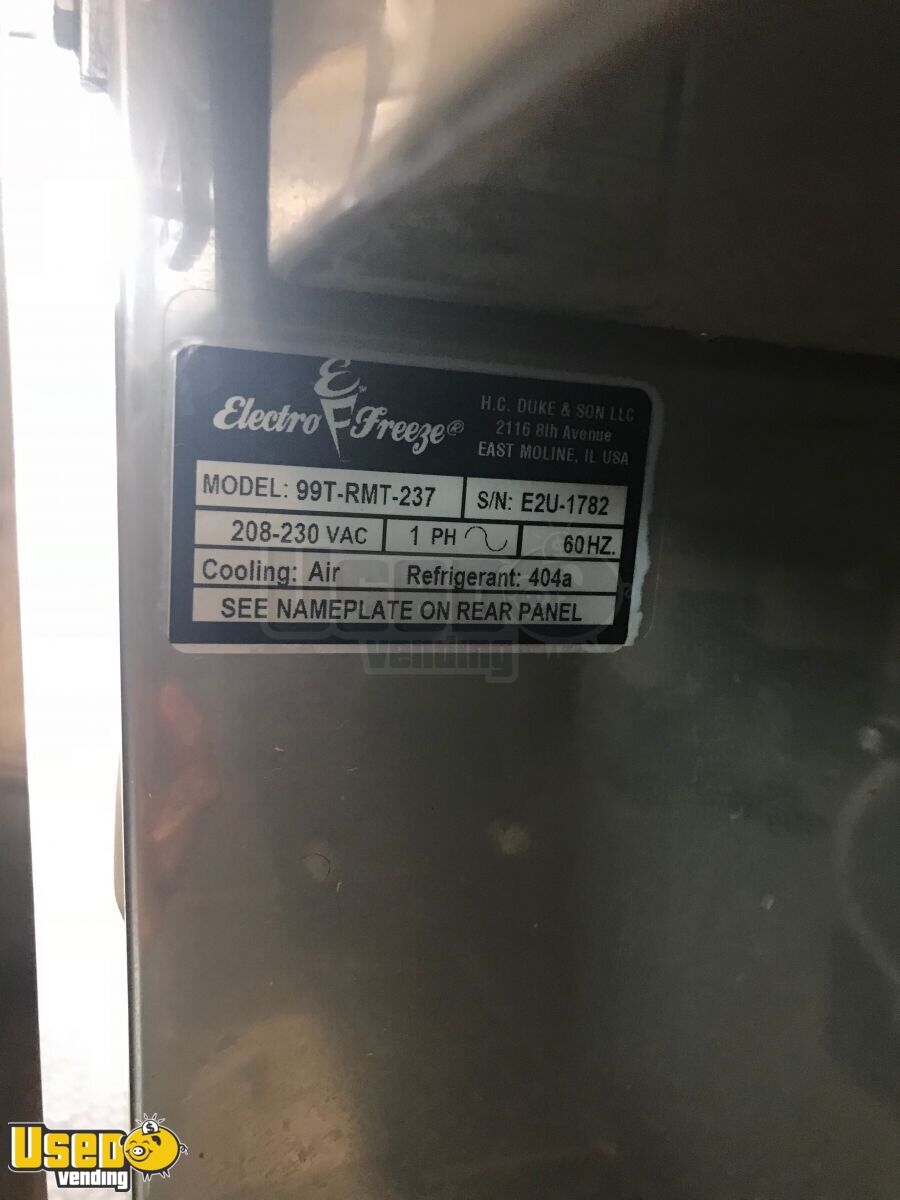 Electro Freeze®
H.C. DUKE & SON LLC
2116 8th Avenue
EAST MOLINE, IL USA
MODEL: 99T-RMT-237
S/N: E2U-1782
208-230 VAC
1 PH
60HZ.
Cooling: Air
Refrigerant: 404a
SEE NAMEPLATE ON REAR PANEL
USED
vending
USED
vending